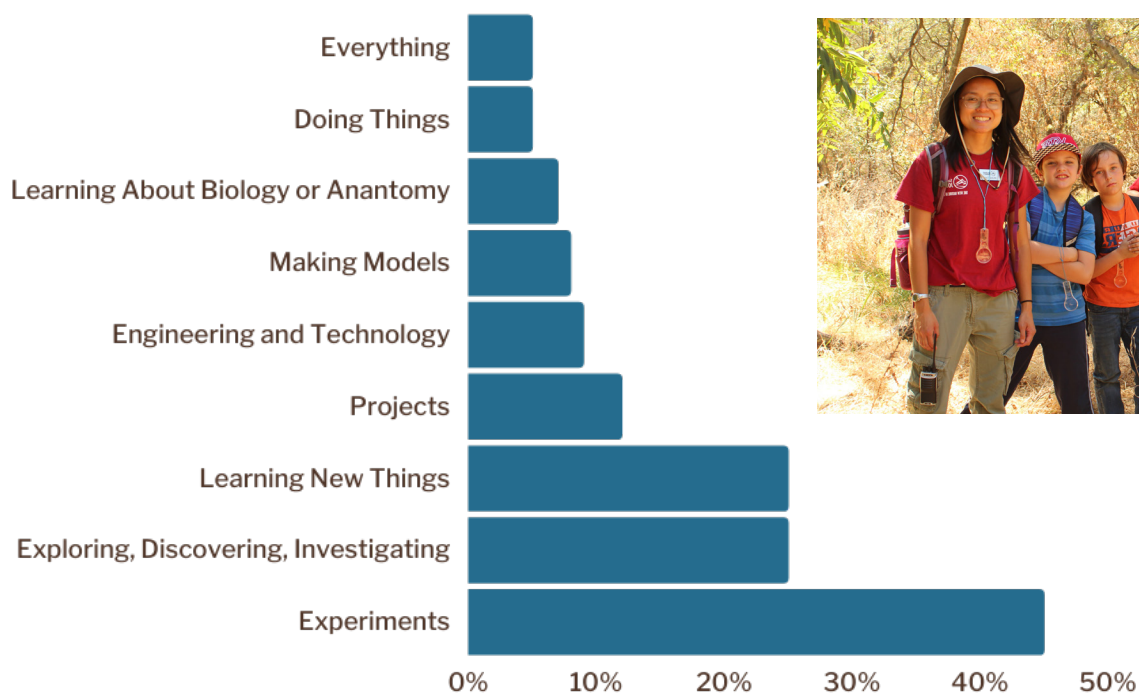 Everything
Doing Things
Learning About Biology or Anantomy
Making Models
Engineering and Technology
Projects
Learning New Things
Exploring, Discovering, Investigating
Experiments
0% 10% 20% 30% 40% 50%